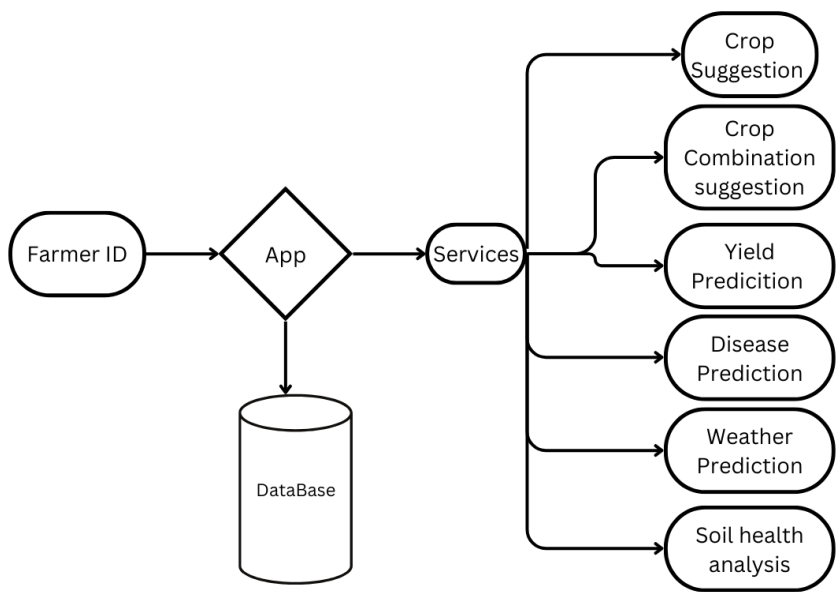 Crop
Suggestion
Crop
Combination
suggestion
Farmer ID
App
Services
Yield
Predicition
Disease
Prediction
DataBase
Weather
Prediction
Soil health
analysis